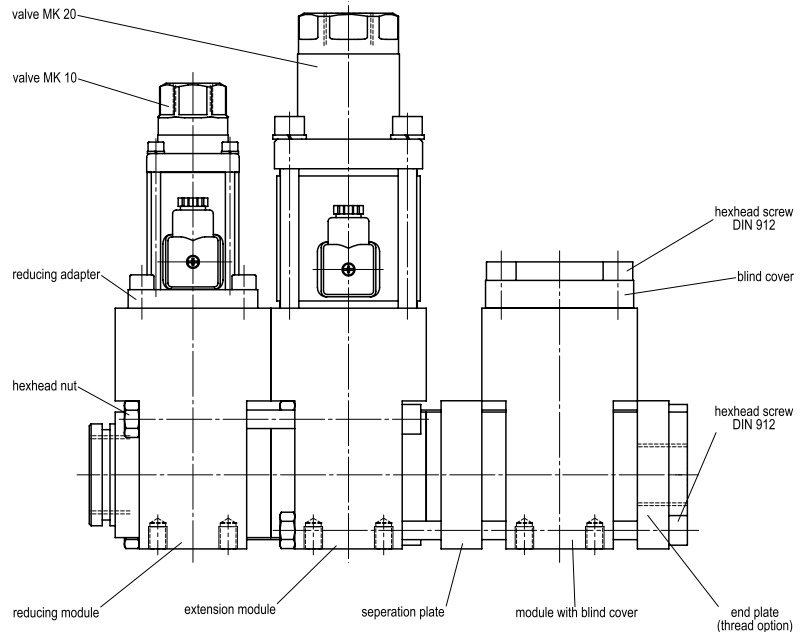 valve MK 20
valve MK 10
hexhead screw
DIN 912
reducing adapter
blind cover
hexhead nut
hexhead screw
DIN 912
reducing module
extension module
seperation plate
module with blind cover
end plate
(thread option)